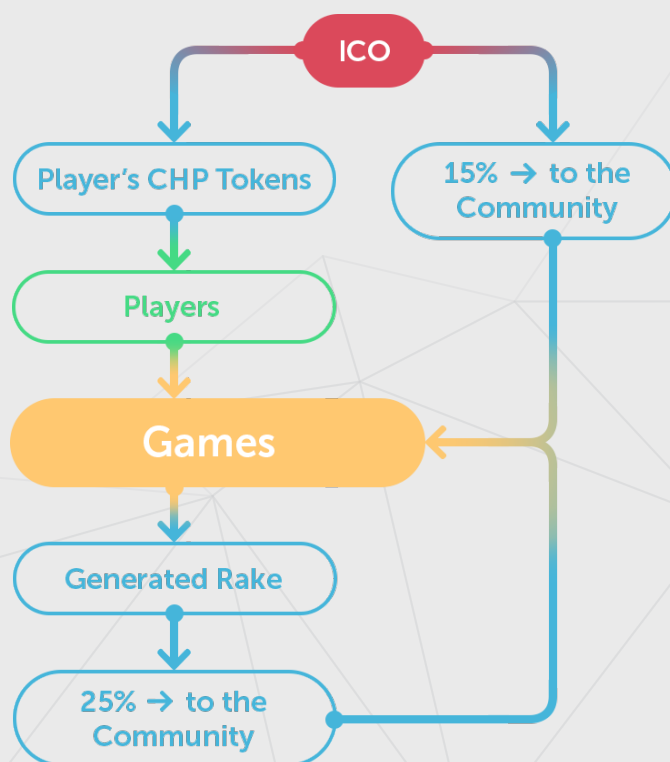 ICO
Player's CHP Tokens
15% → to the
Community
Players
Games
Generated Rake
25% → to the
Community